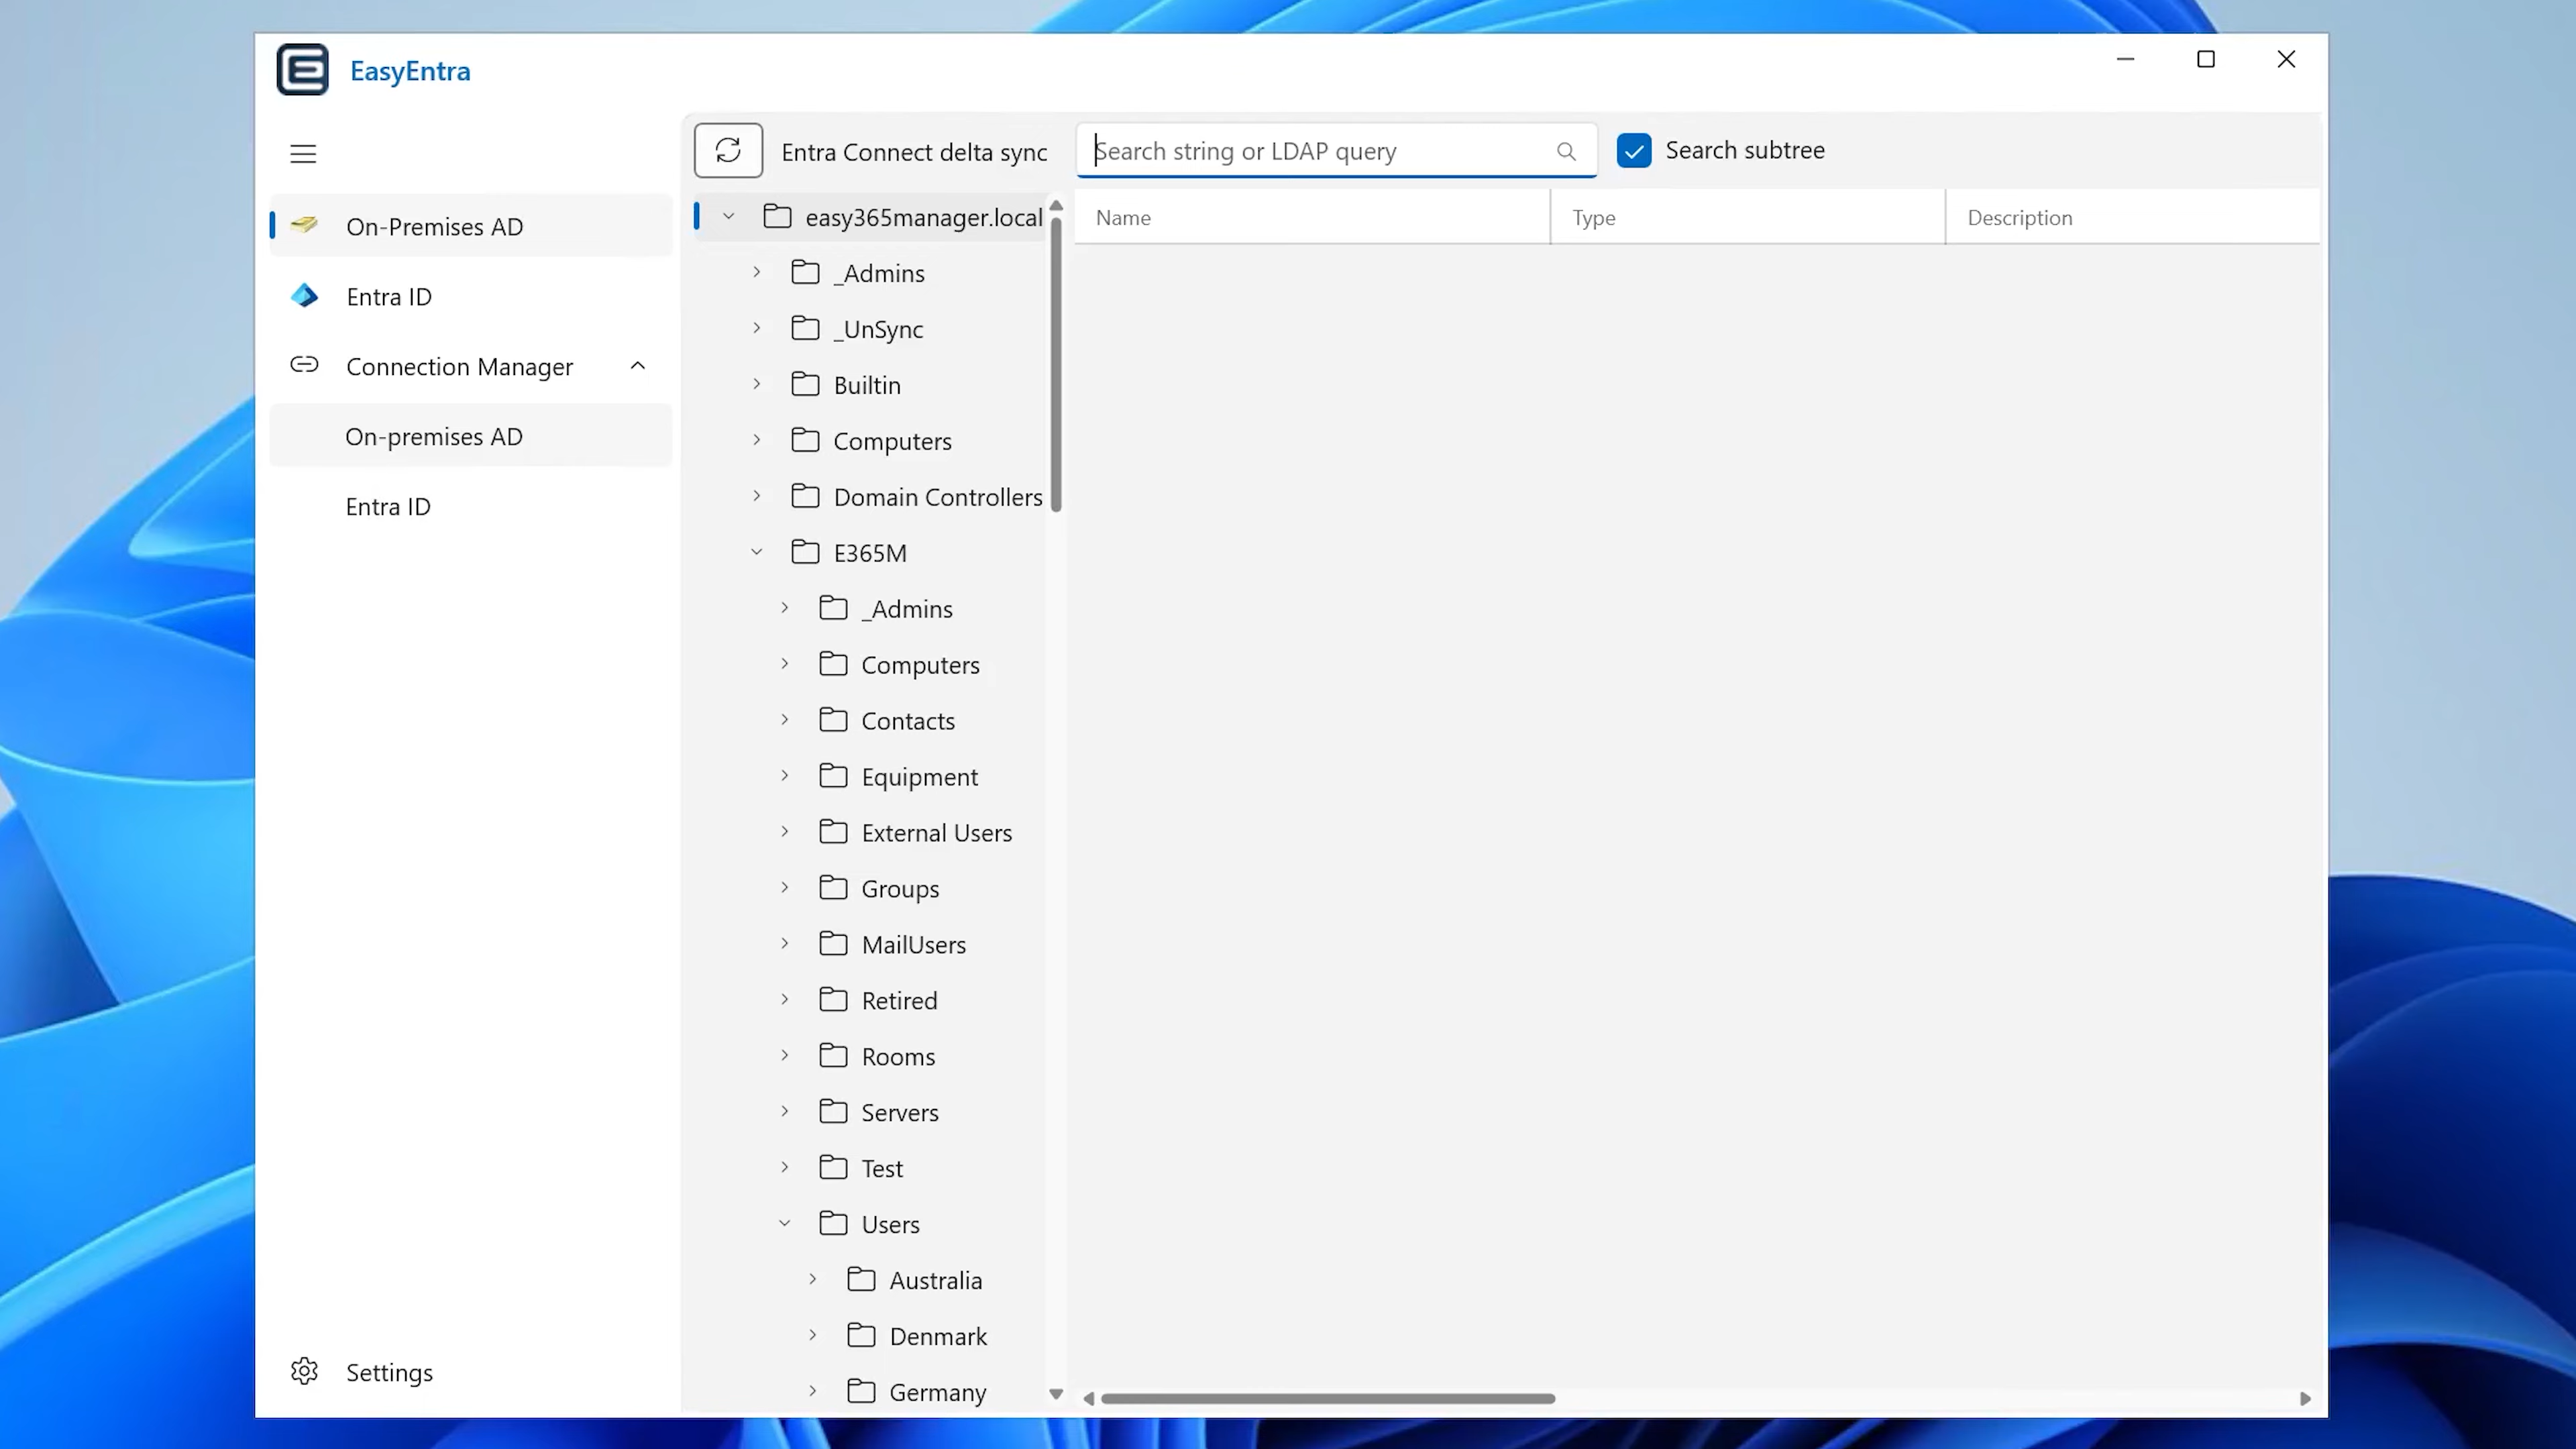 EasyEntra
Entra Connect delta sync
Search string or LDAP query
Search subtree
On-Premises AD
Entra ID
Connection Manager
On-premises AD
Entra ID
Settings
easy365manager.local
_Admins
_UnSync
Builtin
Computers
Domain Controllers
E365M
_Admins
Computers
Contacts
Equipment
External Users
Groups
MailUsers
Retired
Rooms
Servers
Test
Users
Australia
Denmark
Germany
Name
Type
Description